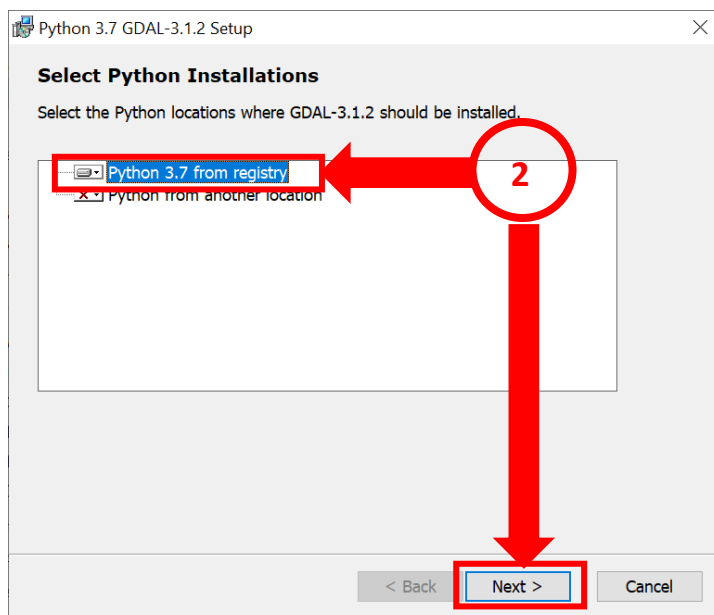 Python 3.7 GDAL-3.1.2 Setup
Select Python Installations
Select the Python locations where GDAL-3.1.2 should be installed.
Python 3.7 from registry
2
Python from another location
< Back Next > Cancel